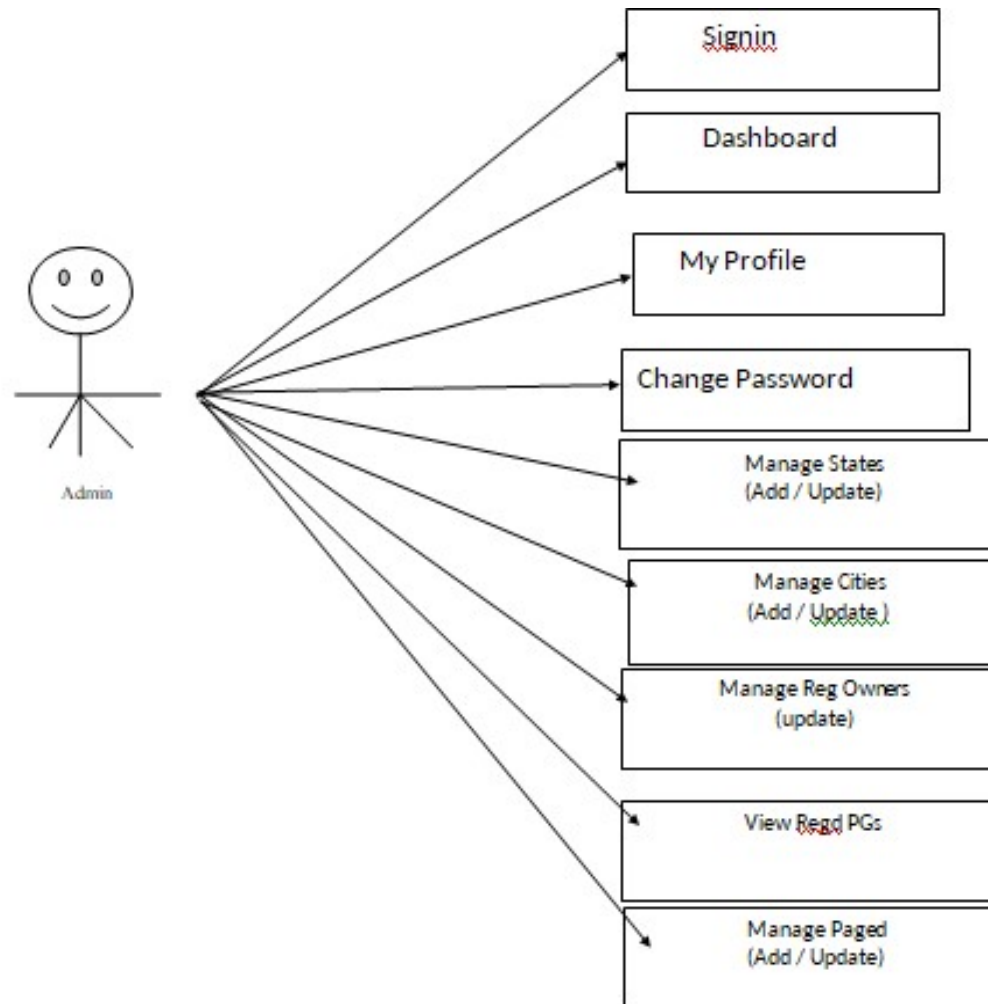 Signin
Dashboard
My Profile
Change Password
Admin
Manage States
(Add / Update)
Manage Cities
(Add / Update )
Manage Reg Owners
(update)
View Regd PGs
Manage Paged
(Add / Update)